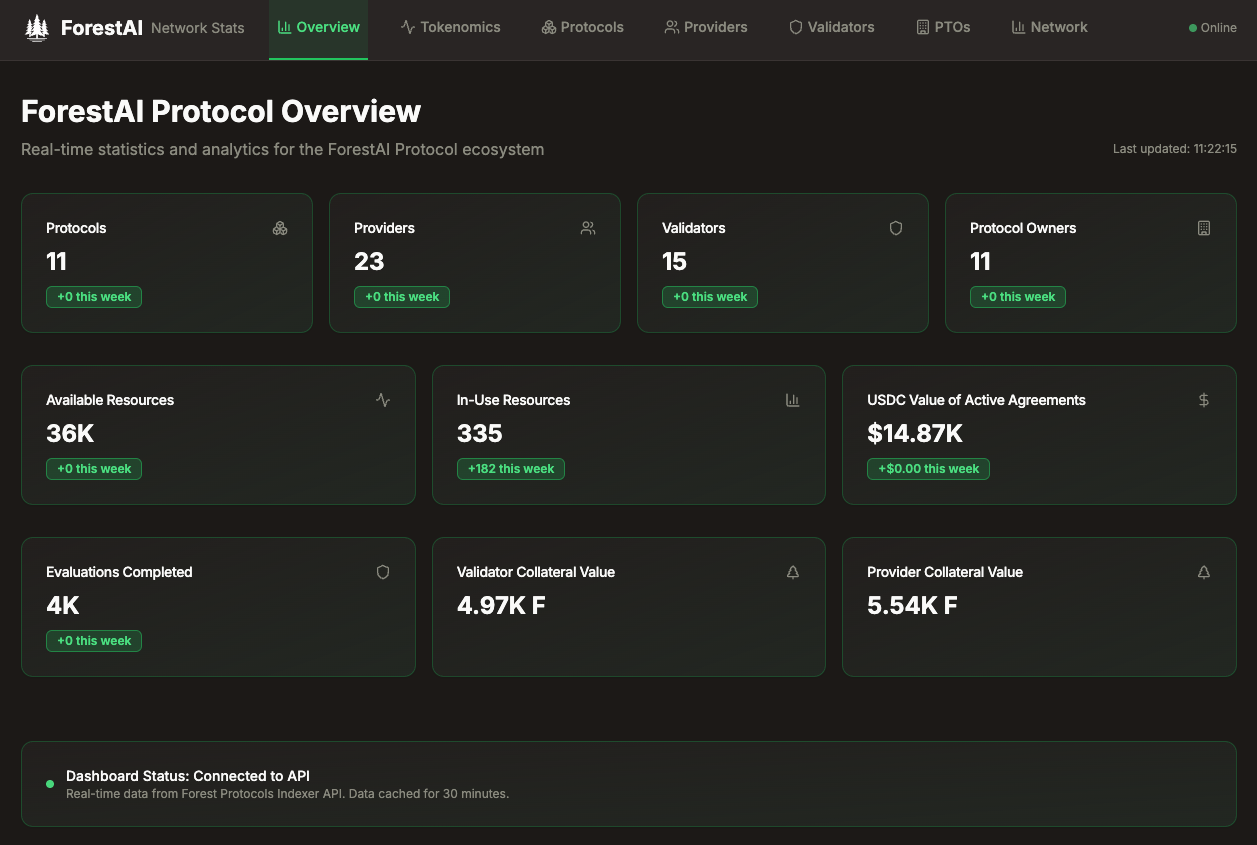 ForestAI Network Stats Overview Tokenomics Protocols Providers Validators PTOs Network Online
ForestAI Protocol Overview
Real-time statistics and analytics for the ForestAI Protocol ecosystem
Last updated: 11:22:15
Protocols
11
+0 this week
Providers
23
+0 this week
Validators
15
+0 this week
Protocol Owners
11
+0 this week
Available Resources
36K
+0 this week
In-Use Resources
335
+182 this week
USDC Value of Active Agreements
$14.87K
+$0.00 this week
Evaluations Completed
4K
+0 this week
Validator Collateral Value
4.97K F
Provider Collateral Value
5.54K F
Dashboard Status: Connected to API
Real-time data from Forest Protocols Indexer API. Data cached for 30 minutes.